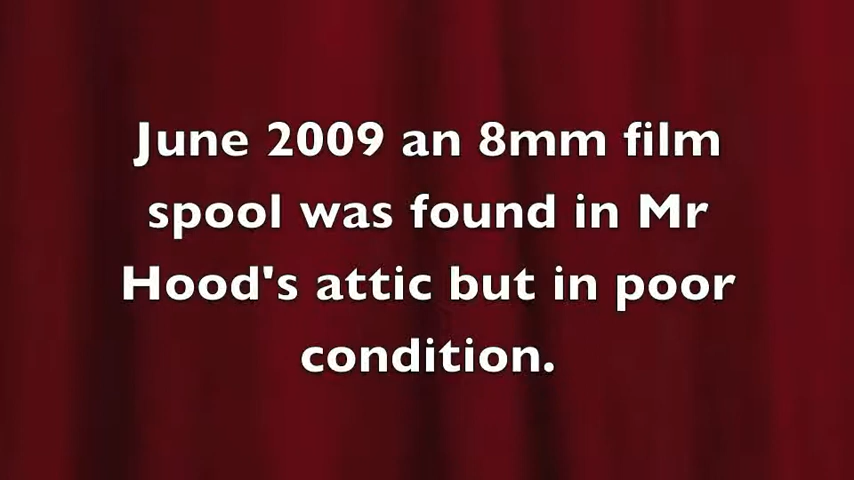 June 2009 an 8mm film
spool was found in Mr
Hood's attic but in poor
condition.